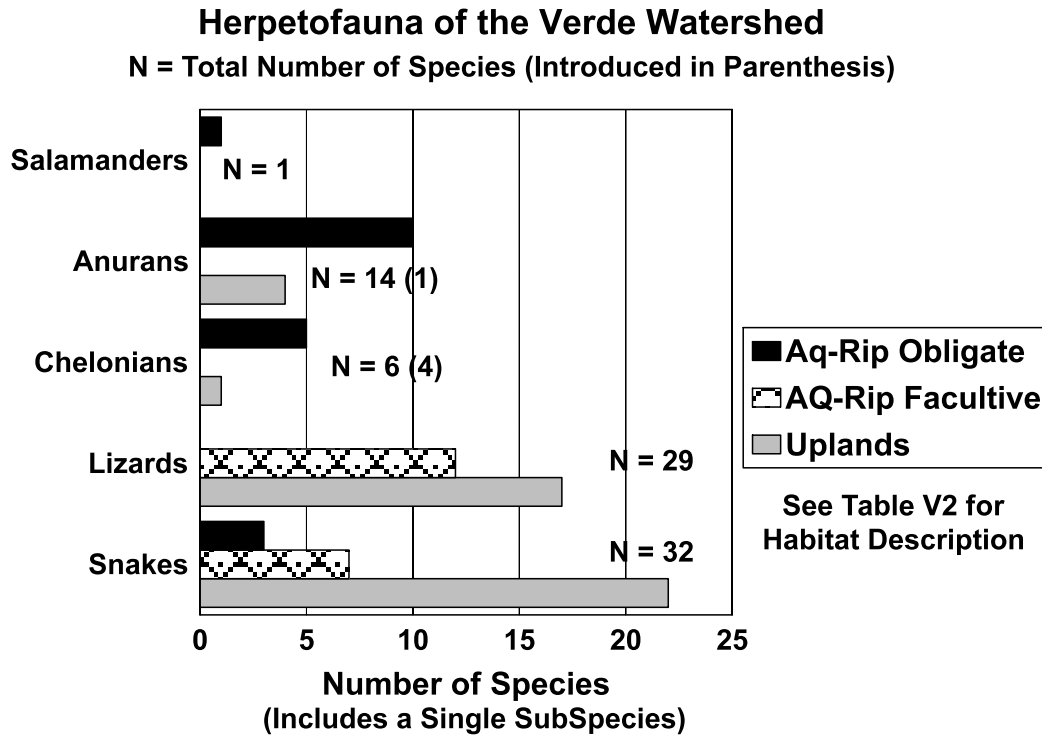 Herpetofauna of the Verde Watershed
N = Total Number of Species (Introduced in Parenthesis)
Salamanders
N = 1
Anurans
N = 14 (1)
Chelonians
N = 6 (4)
Lizards
N = 29
Snakes
N = 32
0 5 10 15 20 25
Number of Species
(Includes a Single SubSpecies)
Aq-Rip Obligate
AQ-Rip Facultive
Uplands
See Table V2 for
Habitat Description